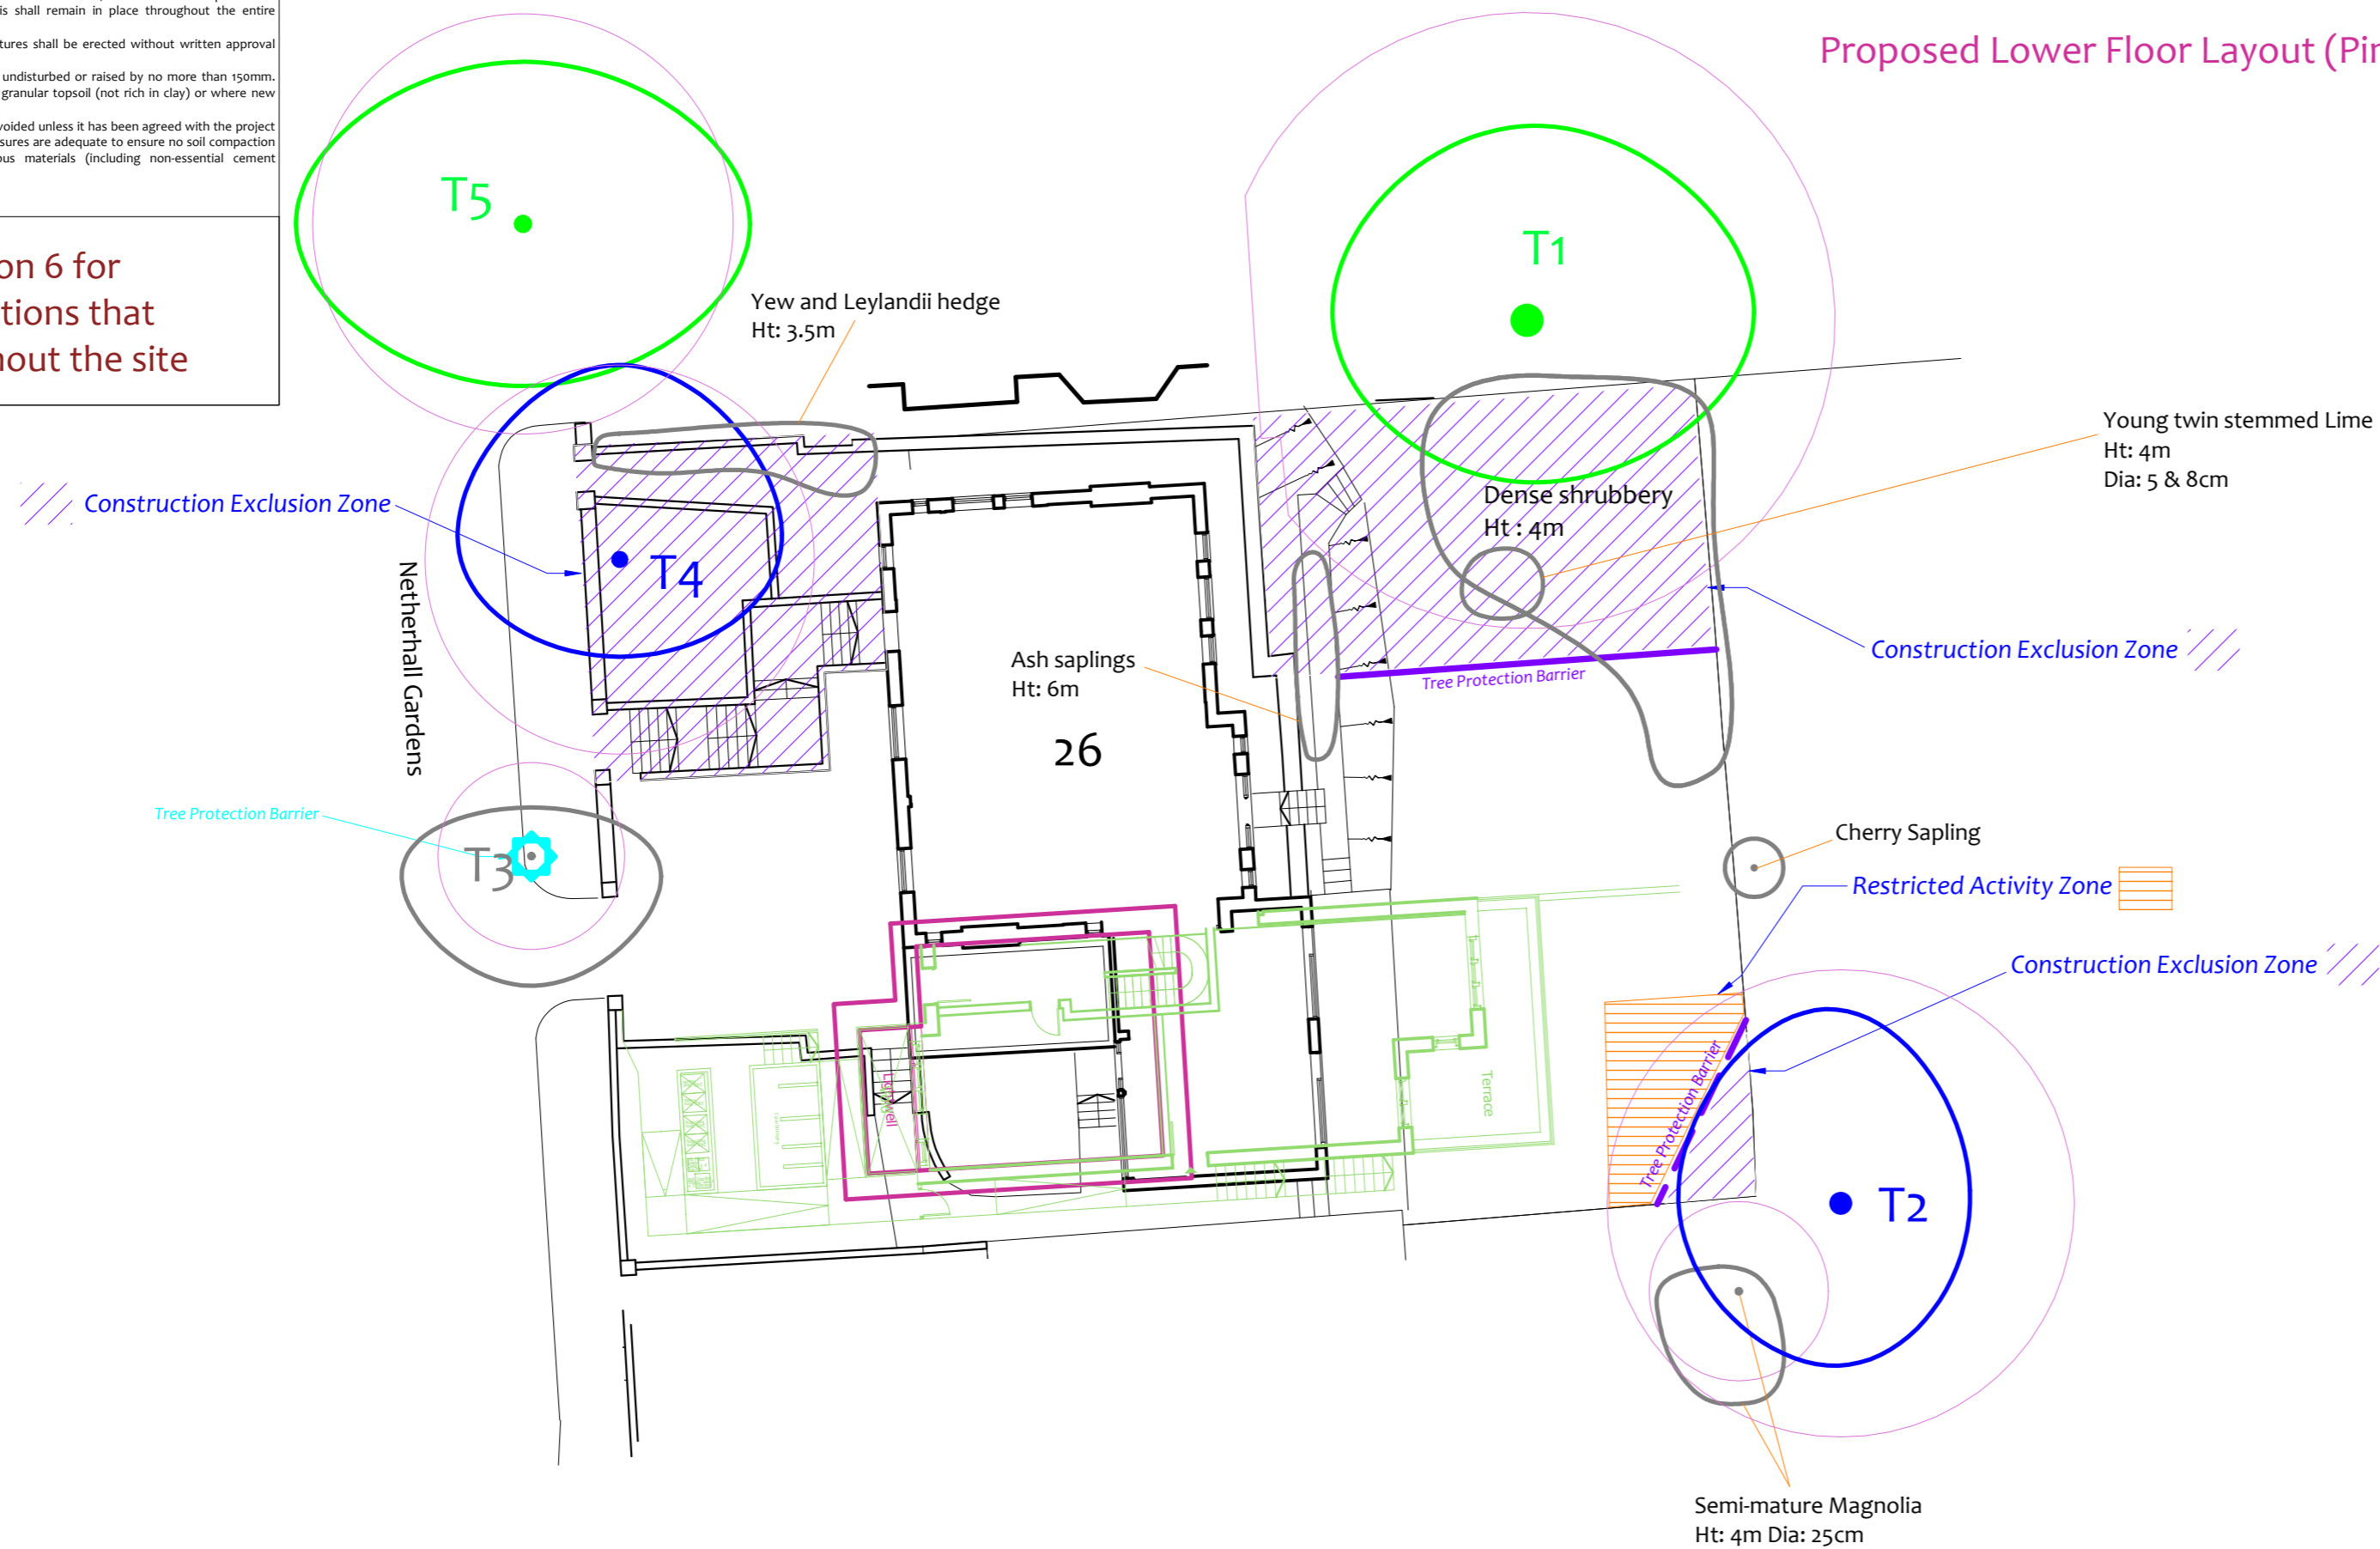 is shall remain in place throughout the entire
tures shall be erected without written approval
undisturbed or raised by no more than 150mm.
granular topsoil (not rich in clay) or where new
voided unless it has been agreed with the project
sures are adequate to ensure no soil compaction
ous materials (including non-essential cement
on 6 for
tions that
hout the site
Proposed Lower Floor Layout (Pin
T5
T1
Yew and Leylandii hedge
Ht: 3.5m
Young twin stemmed Lime
Ht: 4m
Dia: 5 & 8cm
Construction Exclusion Zone
Dense shrubbery
Ht : 4m
T4
Netherhall Gardens
Ash saplings
Ht: 6m
Tree Protection Barrier
Construction Exclusion Zone
26
Tree Protection Barrier
T3
Cherry Sapling
Restricted Activity Zone
Construction Exclusion Zone
Tree Protection Barrier
Terrace
T2
Semi-mature Magnolia
Ht: 4m Dia: 25cm